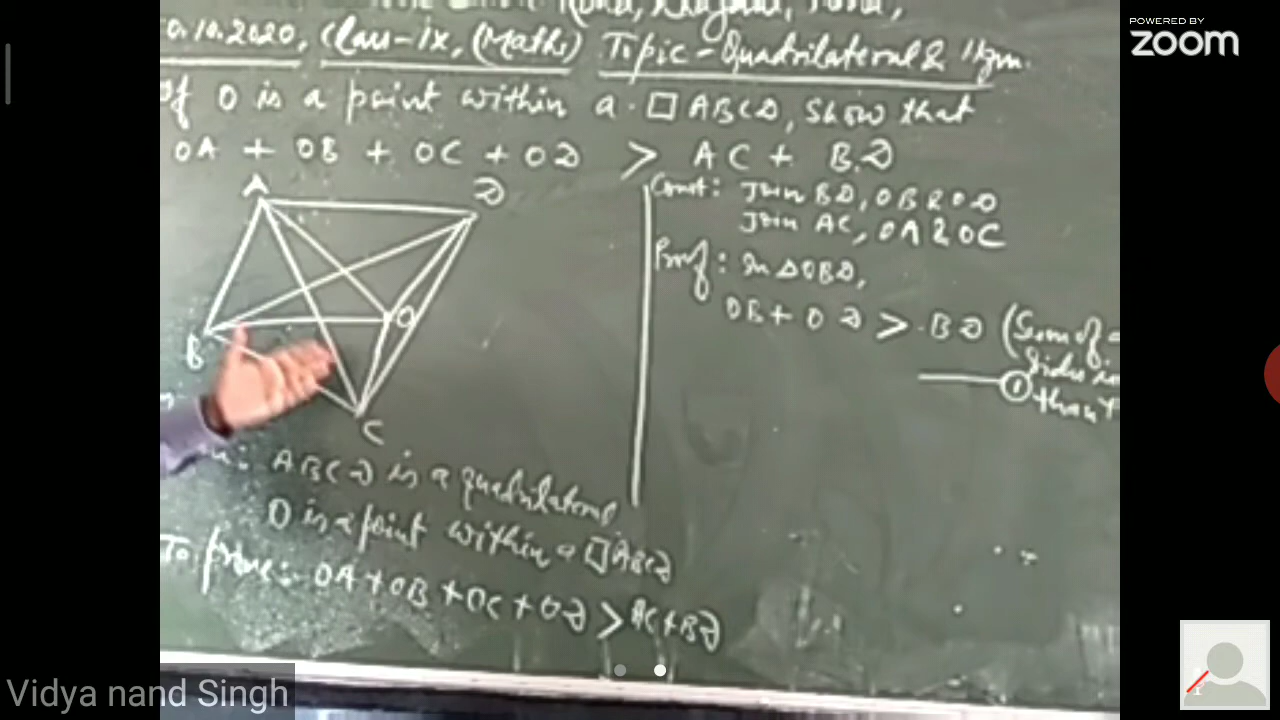 0.10.2020, Class-IX, (Maths) Topic - Quadrilateral & llgm.
If O is a point within a □ ABCD, Show that
OA + OB + OC + OD > AC + BD
A
D
B
O
C
Const: Join BD, OB & OD
Join AC, OA & OC
Proof: In ΔOBD,
OB + OD > BD (Sum of
Sides is
1
than
ABCD is a quadrilateral
O is a point within a □ABCD
To prove:- OA + OB + OC + OD > AC + BD
POWERED BY
zoom
Vidya nand Singh